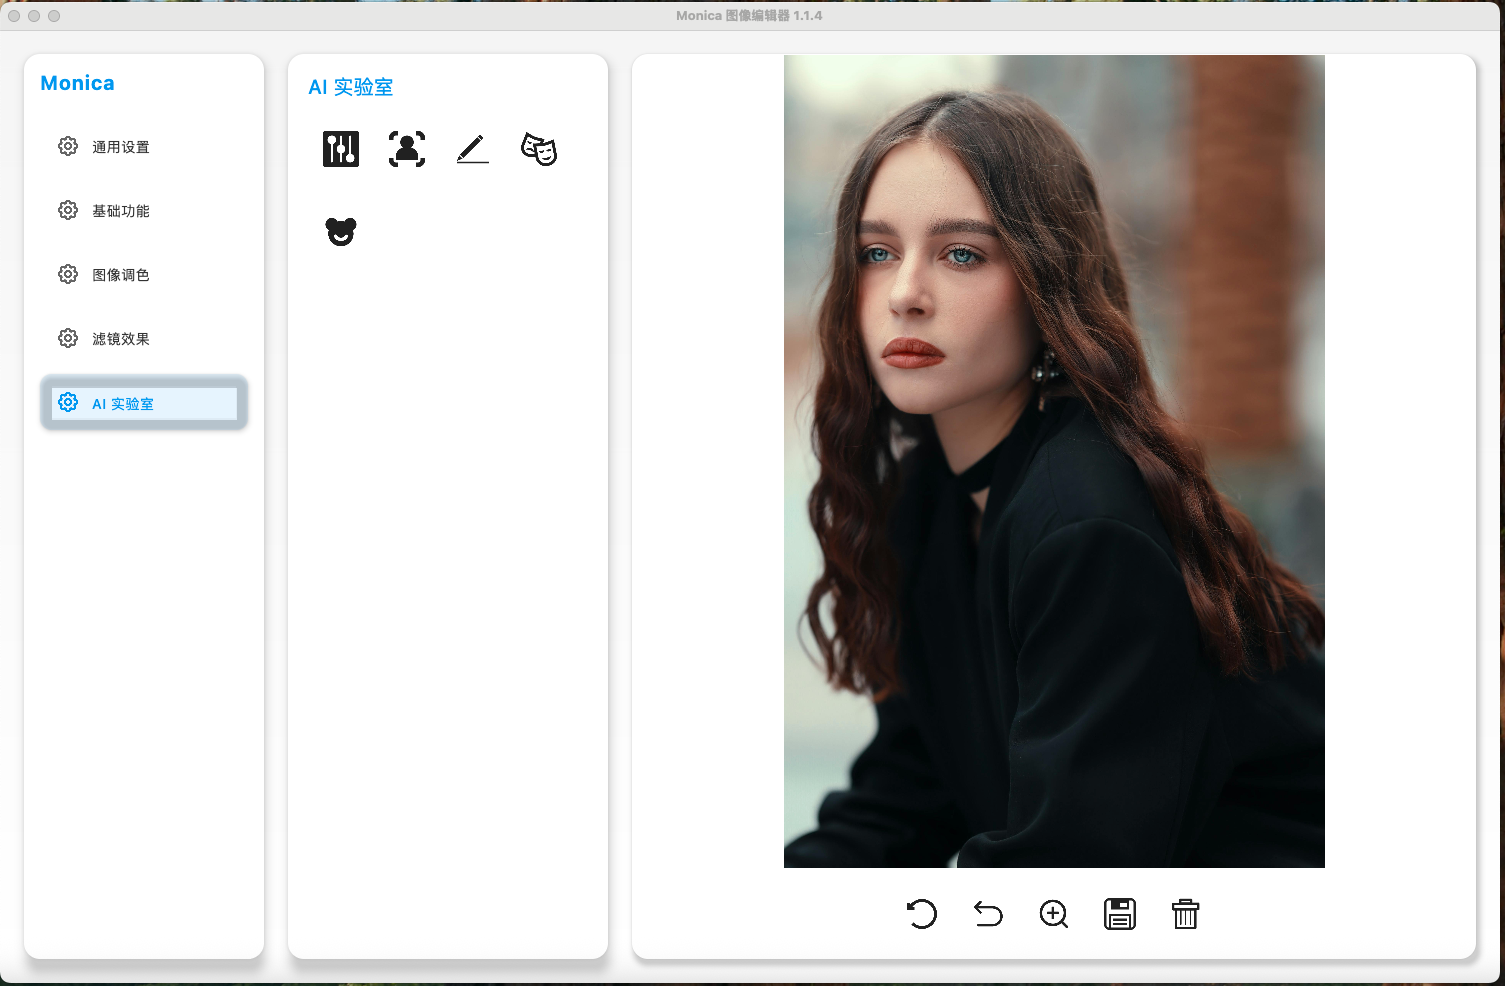 Monica 图像编辑器 1.1.4
Monica
通用设置
基础功能
图像调色
滤镜效果
AI 实验室
AI 实验室